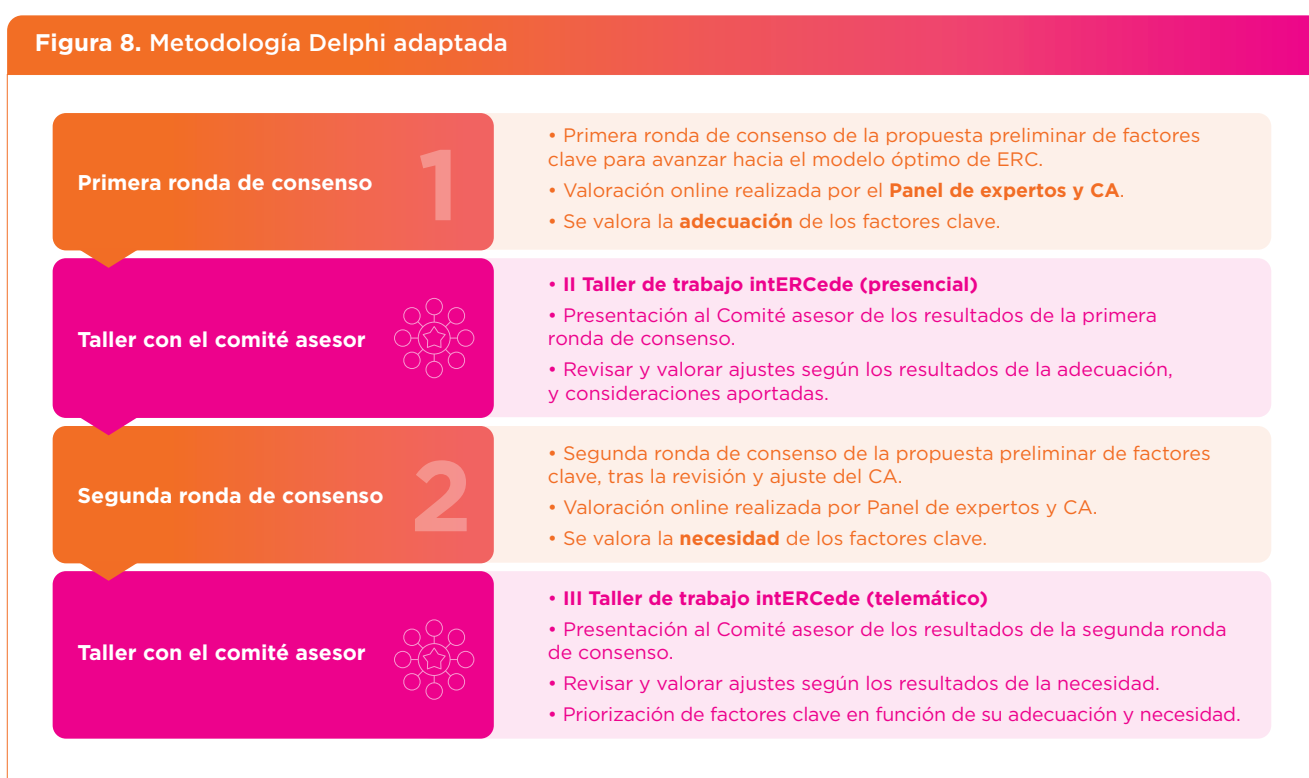 Figura 8. Metodología Delphi adaptada
Primera ronda de consenso
1
• Primera ronda de consenso de la propuesta preliminar de factores
clave para avanzar hacia el modelo óptimo de ERC.
• Valoración online realizada por el Panel de expertos y CA.
• Se valora la adecuación de los factores clave.
Taller con el comité asesor
• II Taller de trabajo intERCede (presencial)
• Presentación al Comité asesor de los resultados de la primera
ronda de consenso.
• Revisar y valorar ajustes según los resultados de la adecuación,
y consideraciones aportadas.
Segunda ronda de consenso
2
• Segunda ronda de consenso de la propuesta preliminar de factores
clave, tras la revisión y ajuste del CA.
• Valoración online realizada por Panel de expertos y CA.
• Se valora la necesidad de los factores clave.
Taller con el comité asesor
• III Taller de trabajo intERCede (telemático)
• Presentación al Comité asesor de los resultados de la segunda ronda
de consenso.
• Revisar y valorar ajustes según los resultados de la necesidad.
• Priorización de factores clave en función de su adecuación y necesidad.